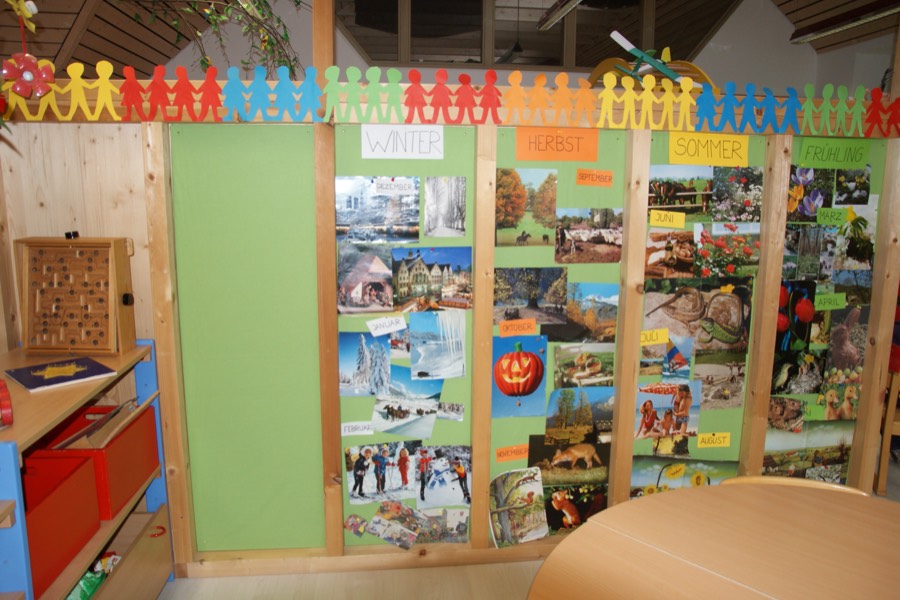 WINTER
DEZEMBER
JANUAR
FEBRUAR
HERBST
SEPTEMBER
OKTOBER
NOVEMBER
SOMMER
JUNI
JULI
AUGUST
FRÜHLING
MÄRZ
APRIL